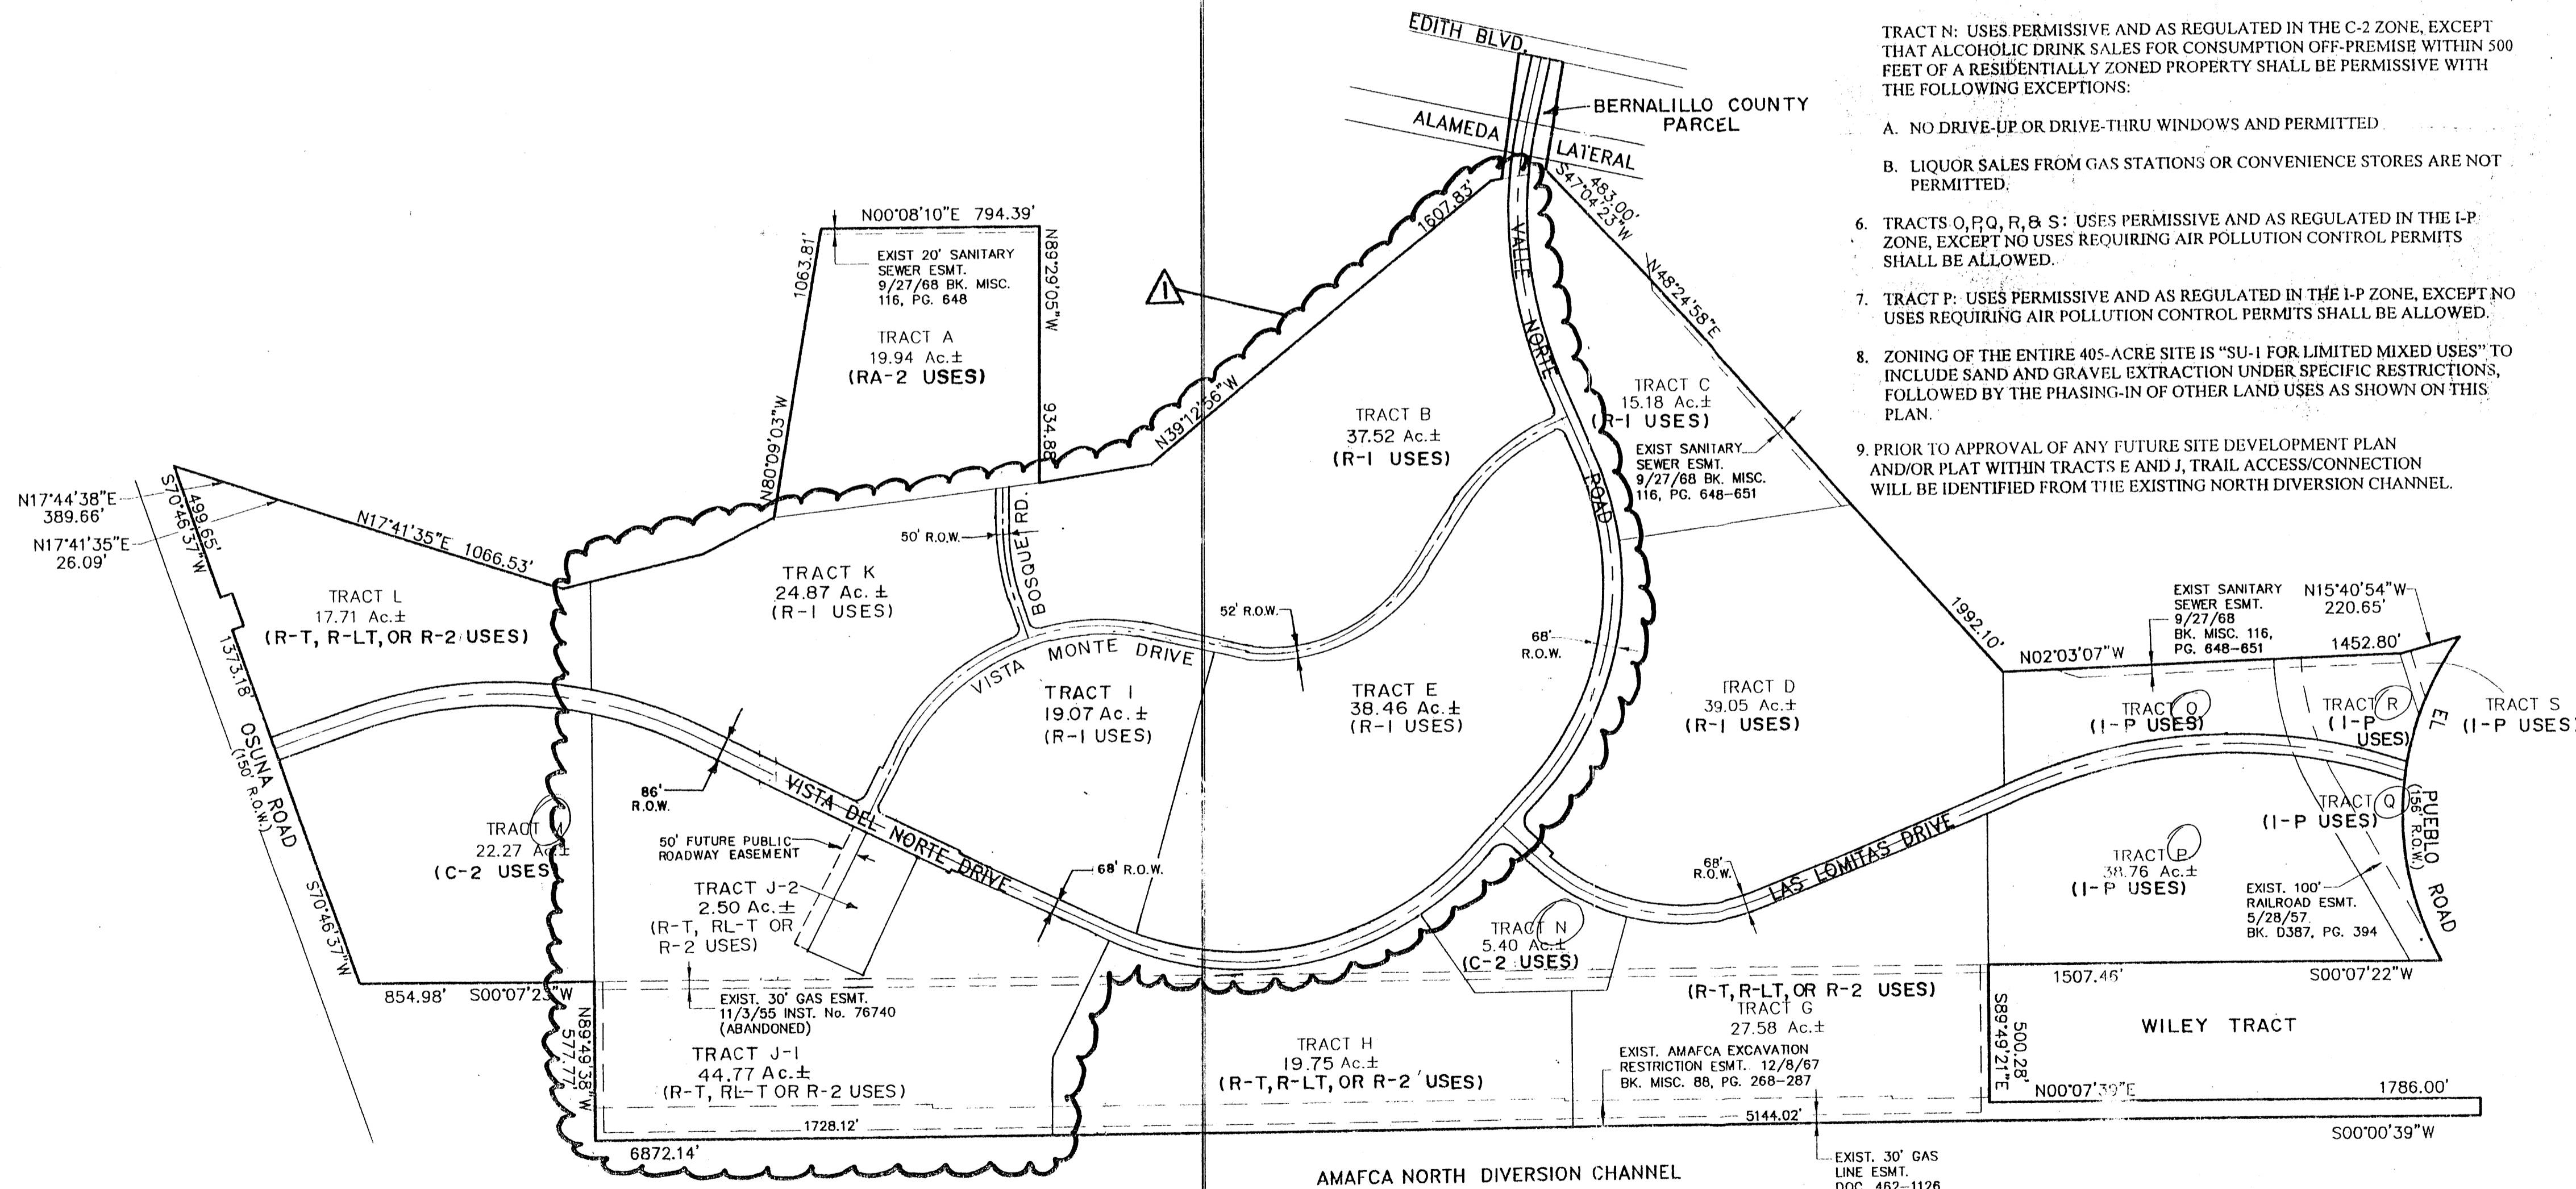 EDITH BLVD.
BERNALILLO COUNTY
PARCEL
ALAMEDA
LATERAL
S47°04'23"W
483.00'
1607.83'
N39°12'56"W
N48°24'58"E
1992.10'
N00°08'10"E 794.39'
1063.81'
N80°09'03"W
N89°29'05"W
934.88'
EXIST 20' SANITARY
SEWER ESMT.
9/27/68 BK. MISC.
116, PG. 648
TRACT A
19.94 Ac.±
(RA-2 USES)
1
VALLE NORTE ROAD
TRACT B
37.52 Ac.±
(R-1 USES)
TRACT C
15.18 Ac.±
(R-1 USES)
EXIST SANITARY
SEWER ESMT.
9/27/68 BK. MISC.
116, PG. 648-651
TRACT N: USES PERMISSIVE AND AS REGULATED IN THE C-2 ZONE, EXCEPT
THAT ALCOHOLIC DRINK SALES FOR CONSUMPTION OFF-PREMISE WITHIN 500
FEET OF A RESIDENTIALLY ZONED PROPERTY SHALL BE PERMISSIVE WITH
THE FOLLOWING EXCEPTIONS:
A. NO DRIVE-UP OR DRIVE-THRU WINDOWS AND PERMITTED
B. LIQUOR SALES FROM GAS STATIONS OR CONVENIENCE STORES ARE NOT
PERMITTED.
6. TRACTS O,P,Q, R,& S: USES PERMISSIVE AND AS REGULATED IN THE I-P
ZONE, EXCEPT NO USES REQUIRING AIR POLLUTION CONTROL PERMITS
SHALL BE ALLOWED.
7. TRACT P: USES PERMISSIVE AND AS REGULATED IN THE I-P ZONE, EXCEPT NO
USES REQUIRING AIR POLLUTION CONTROL PERMITS SHALL BE ALLOWED.
8. ZONING OF THE ENTIRE 405-ACRE SITE IS "SU-1 FOR LIMITED MIXED USES" TO
INCLUDE SAND AND GRAVEL EXTRACTION UNDER SPECIFIC RESTRICTIONS,
FOLLOWED BY THE PHASING-IN OF OTHER LAND USES AS SHOWN ON THIS
PLAN.
9. PRIOR TO APPROVAL OF ANY FUTURE SITE DEVELOPMENT PLAN
AND/OR PLAT WITHIN TRACTS E AND J, TRAIL ACCESS/CONNECTION
WILL BE IDENTIFIED FROM THE EXISTING NORTH DIVERSION CHANNEL.
N17°44'38"E
389.66'
N17°41'35"E
26.09'
499.65'
S70°46'37"W
N17°41'35"E 1066.53'
1373.18'
OSUNA ROAD
(150' R.O.W.)
S70°46'37"W
TRACT L
17.71 Ac.±
(R-T, R-LT, OR R-2 USES)
TRACT K
24.87 Ac. ±
(R-1 USES)
50' R.O.W.
BOSQUE RD.
VISTA MONTE DRIVE
52' R.O.W.
68'
R.O.W.
TRACT I
19.07 Ac. ±
(R-1 USES)
TRACT E
38.46 Ac.±
(R-1 USES)
TRACT D
39.05 Ac.±
(R-1 USES)
EXIST SANITARY
SEWER ESMT.
9/27/68
BK. MISC. 116,
PG. 648-651
N15°40'54"W
220.65'
N02°03'07"W
1452.80'
TRACT O
(I-P USES)
TRACT R
(I-P
USES)
TRACT S
(I-P USES)
EL PUEBLO ROAD
(156' R.O.W.)
86'
R.O.W.
VISTA DEL NORTE DRIVE
TRACT M
22.27 Ac.±
(C-2 USES)
50' FUTURE PUBLIC
ROADWAY EASEMENT
TRACT J-2
2.50 Ac.±
(R-T, RL-T OR
R-2 USES)
68' R.O.W.
68'
R.O.W.
LAS LOMITAS DRIVE
TRACT Q
(I-P USES)
TRACT P
38.76 Ac.±
(I-P USES)
EXIST. 100'
RAILROAD ESMT.
5/28/57
BK. D387, PG. 394
TRACT N
5.40 Ac.±
(C-2 USES)
854.98' S00°07'23"W
N89°49'38"W
577.77'
EXIST. 30' GAS ESMT.
11/3/55 INST. No. 76740
(ABANDONED)
TRACT J-1
44.77 Ac.±
(R-T, RL-T OR R-2 USES)
TRACT H
19.75 Ac.±
(R-T, R-LT, OR R-2 USES)
(R-T, R-LT, OR R-2 USES)
TRACT G
27.58 Ac.±
EXIST. AMAFCA EXCAVATION
RESTRICTION ESMT. 12/8/67
BK. MISC. 88, PG. 268-287
1507.46' S00°07'22"W
S89°49'21"E
500.28'
WILEY TRACT
N00°07'39"E 1786.00'
S00°00'39"W
1728.12'
5144.02'
6872.14'
AMAFCA NORTH DIVERSION CHANNEL
EXIST. 30' GAS
LINE ESMT.
DOC. 462-1126